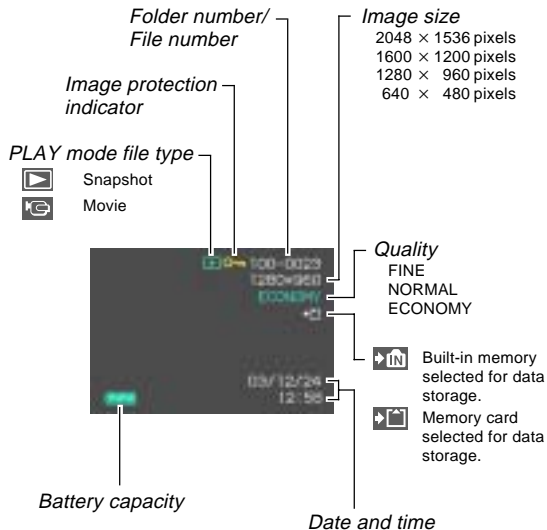 Folder number/
File number
Image size
2048 × 1536 pixels
1600 × 1200 pixels
1280 × 960 pixels
640 × 480 pixels
Image protection
indicator
PLAY mode file type
Snapshot
Movie
100-0023
1280×960
ECONOMY
Quality
FINE
NORMAL
ECONOMY
IN Built-in memory
selected for data
storage.
Memory card
selected for data
storage.
03/12/24
12:58
Battery capacity
Date and time